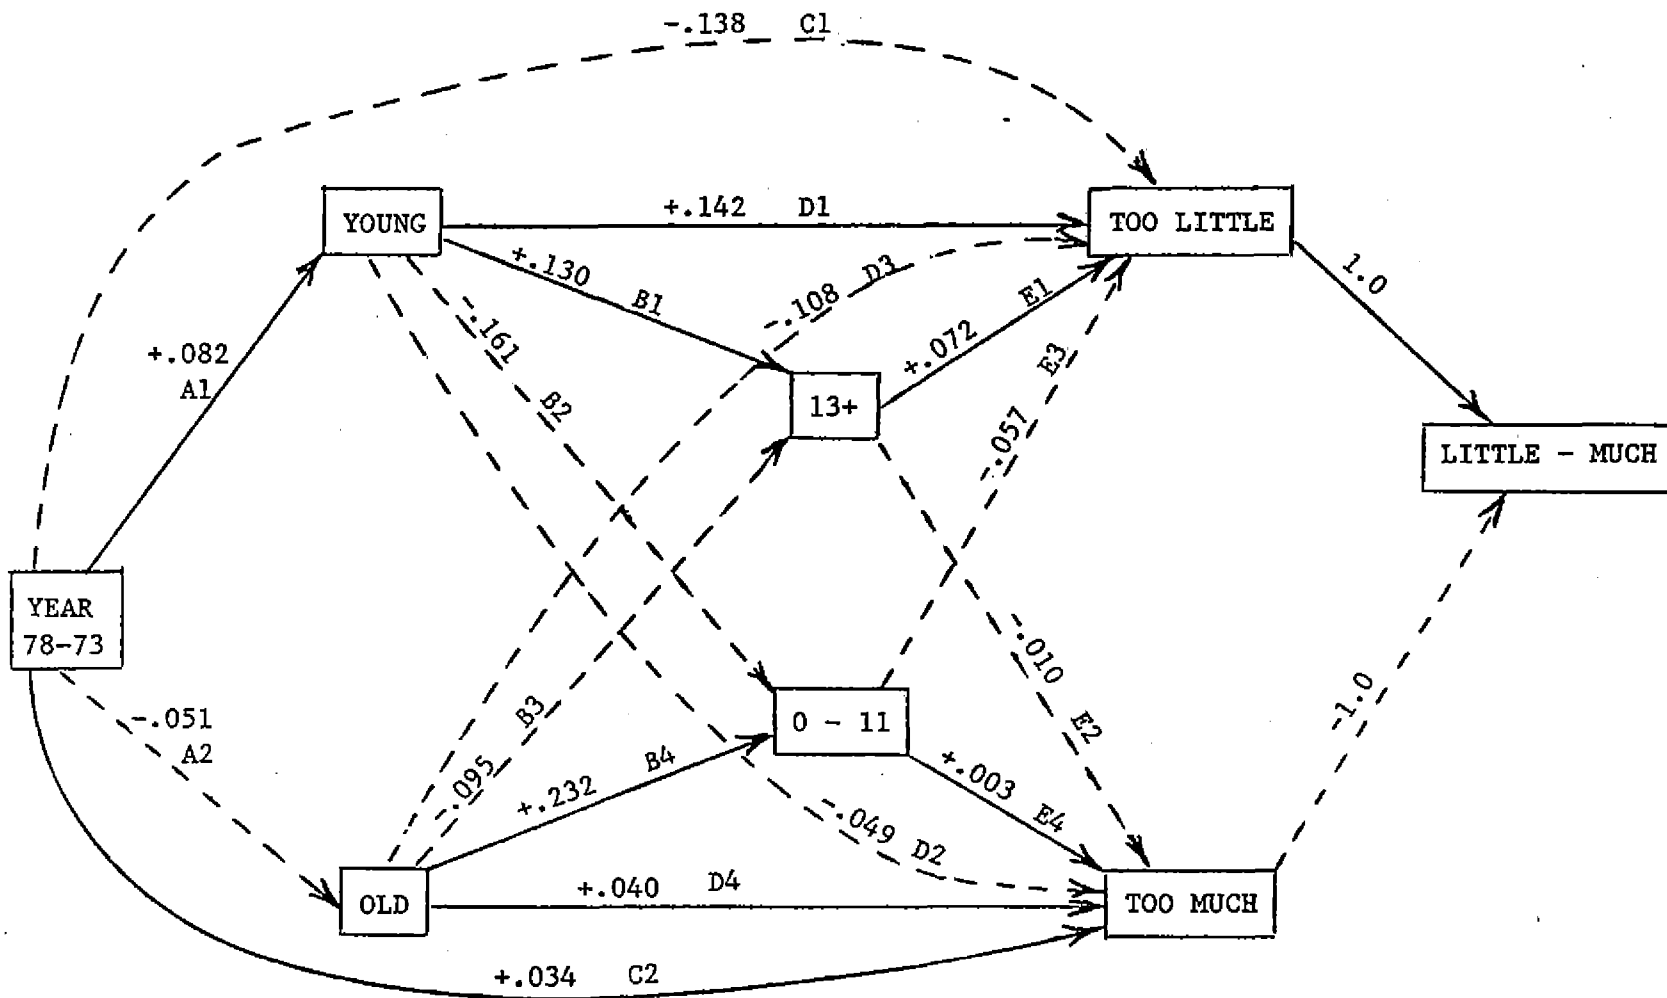 -.138 C1
YOUNG
+.142 D1
TOO LITTLE
+.130 B1
-.161 B2
-.108 D3
+.072 E1
1.0
+.082
A1
13+
-.057 E3
LITTLE - MUCH
YEAR
78-73
-.051
A2
-.095 B3
+.232 B4
0 - 11
-.010 E2
+.003 E4
-1.0
-.049 D2
OLD
+.040 D4
TOO MUCH
+.034 C2